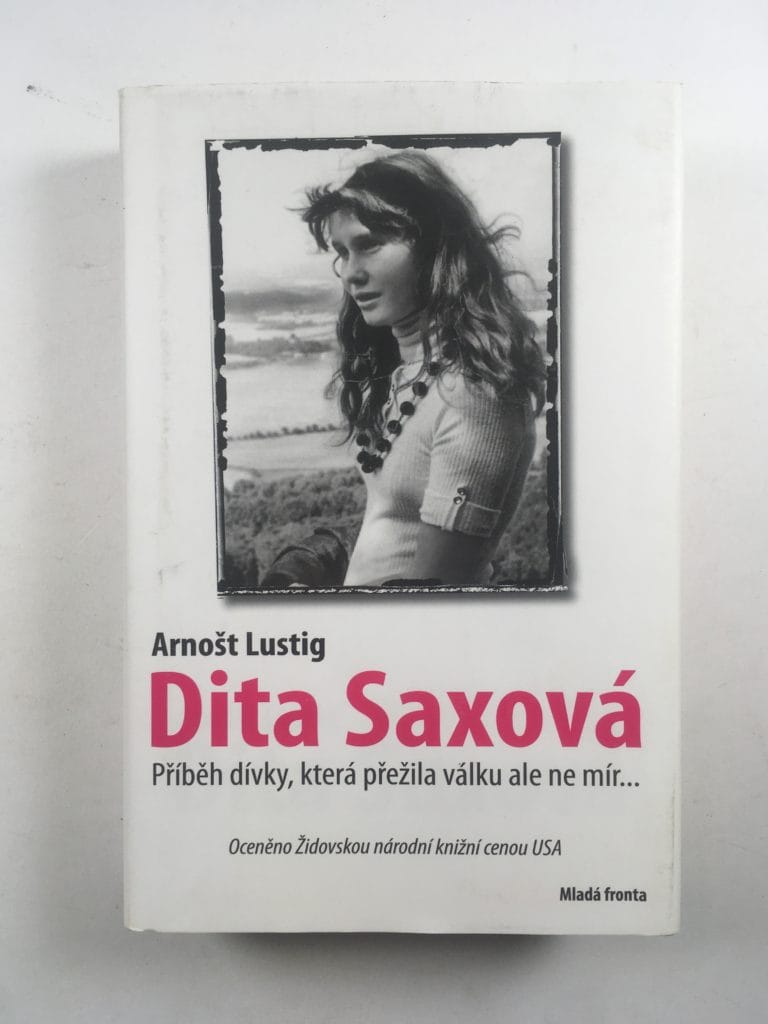 Arnošt Lustig
Dita Saxová
Příběh dívky, která přežila válku ale ne mír...
Oceněno Židovskou národní knižní cenou USA
Mladá fronta